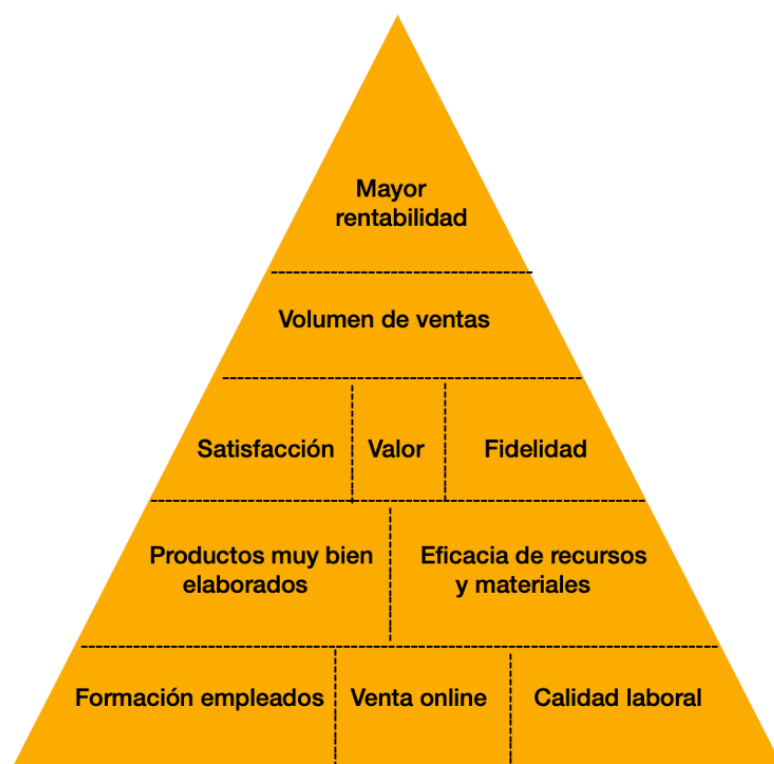 Mayor
rentabilidad
Volumen de ventas
Satisfacción
Valor
Fidelidad
Productos muy bien
elaborados
Eficacia de recursos
y materiales
Formación empleados
Venta online
Calidad laboral